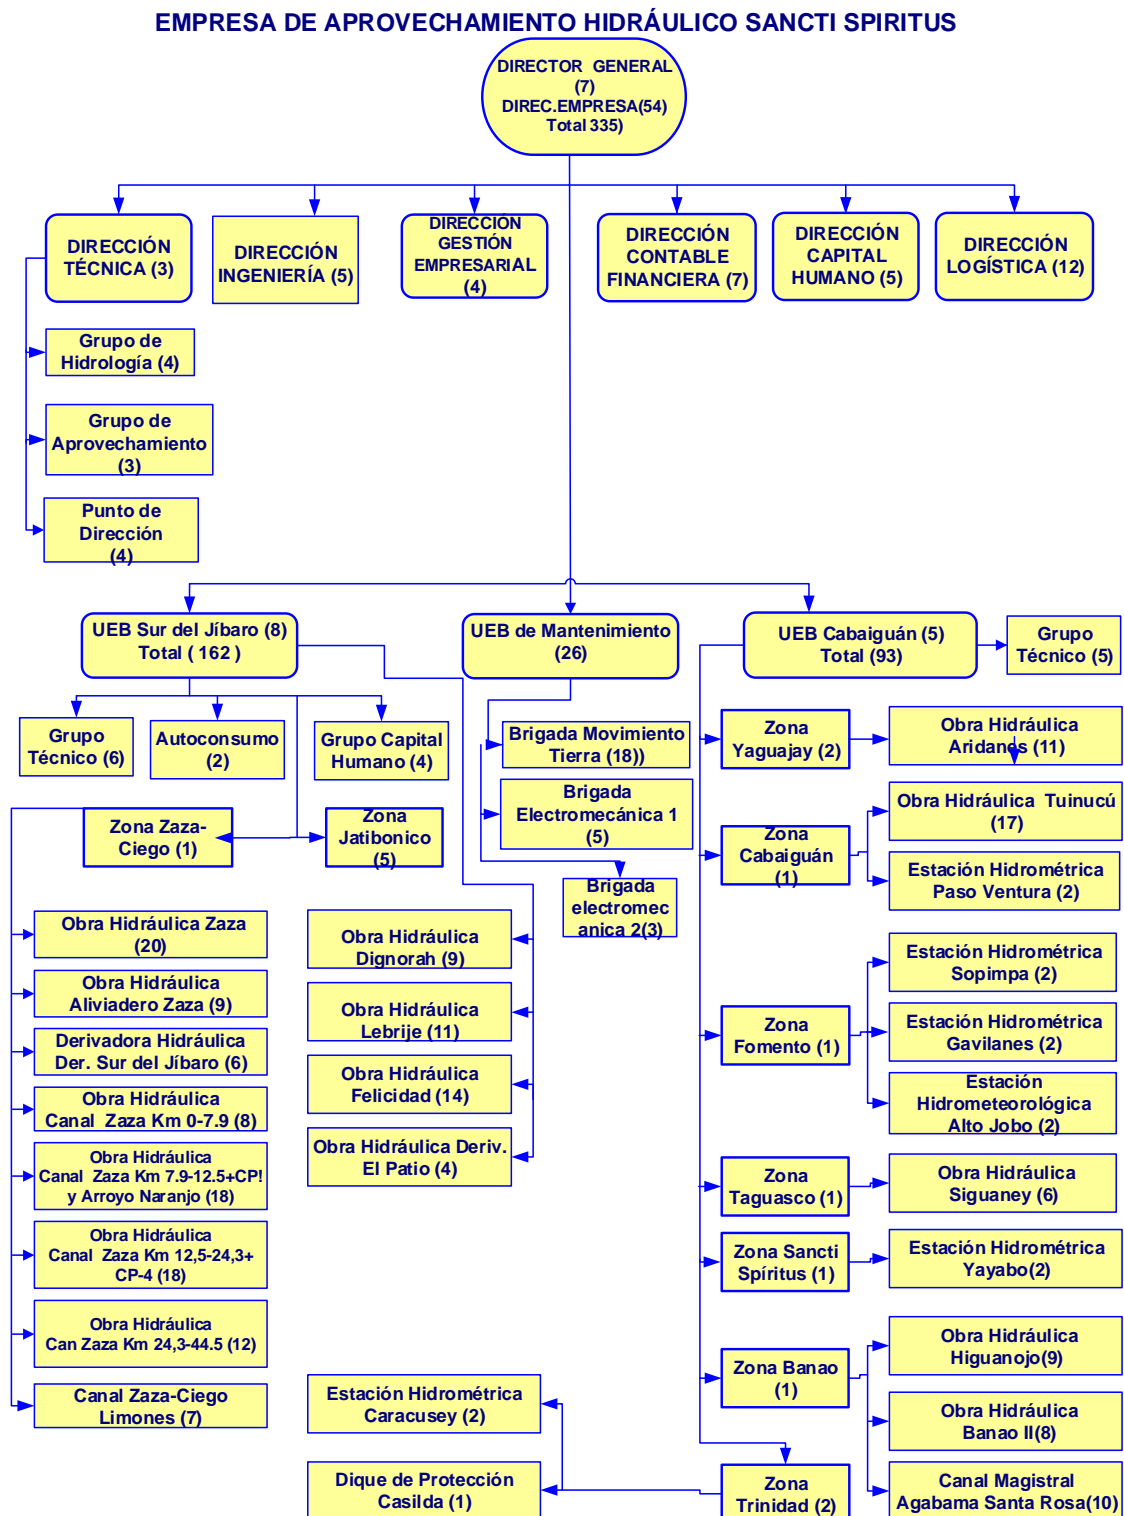 EMPRESA DE APROVECHAMIENTO HIDRÁULICO SANCTI SPIRITUS
DIRECTOR GENERAL
(7)
DIREC.EMPRESA(54)
Total 335)
DIRECCIÓN
TÉCNICA (3)
DIRECCIÓN
INGENIERÍA (5)
DIRECCIÓN
GESTIÓN
EMPRESARIAL
(4)
DIRECCIÓN
CONTABLE
FINANCIERA (7)
DIRECCIÓN
CAPITAL
HUMANO (5)
DIRECCIÓN
LOGÍSTICA (12)
Grupo de
Hidrología (4)
Grupo de
Aprovechamiento
(3)
Punto de
Dirección
(4)
UEB Sur del Jíbaro (8)
Total ( 162 )
UEB de Mantenimiento
(26)
UEB Cabaiguán (5)
Total (93)
Grupo
Técnico (5)
Grupo
Técnico (6)
Autoconsumo
(2)
Grupo Capital
Humano (4)
Zona Zaza-
Ciego (1)
Zona
Jatibonico
(5)
Obra Hidráulica Zaza
(20)
Obra Hidráulica
Aliviadero Zaza (9)
Derivadora Hidráulica
Der. Sur del Jíbaro (6)
Obra Hidráulica
Canal Zaza Km 0-7.9 (8)
Obra Hidráulica
Canal Zaza Km 7.9-12.5+CP!
y Arroyo Naranjo (18)
Obra Hidráulica
Canal Zaza Km 12,5-24,3+
CP-4 (18)
Obra Hidráulica
Can Zaza Km 24,3-44.5 (12)
Canal Zaza-Ciego
Limones (7)
Obra Hidráulica
Dignorah (9)
Obra Hidráulica
Lebrije (11)
Obra Hidráulica
Felicidad (14)
Obra Hidráulica Deriv.
El Patio (4)
Brigada Movimiento
Tierra (18))
Brigada
Electromecánica 1
(5)
Brigada
electromec
anica 2(3)
Zona
Yaguajay (2)
Obra Hidráulica
Aridanes (11)
Zona
Cabaiguán
(1)
Obra Hidráulica Tuinucú
(17)
Estación Hidrométrica
Paso Ventura (2)
Zona
Fomento (1)
Estación Hidrométrica
Sopimpa (2)
Estación Hidrométrica
Gavilanes (2)
Estación
Hidrometeorológica
Alto Jobo (2)
Zona
Taguasco (1)
Obra Hidráulica
Siguaney (6)
Zona Sancti
Spíritus (1)
Estación Hidrométrica
Yayabo(2)
Zona Banao
(1)
Obra Hidráulica
Higuanojo(9)
Obra Hidráulica
Banao II(8)
Canal Magistral
Agabama Santa Rosa(10)
Zona
Trinidad (2)
Estación Hidrométrica
Caracusey (2)
Dique de Protección
Casilda (1)